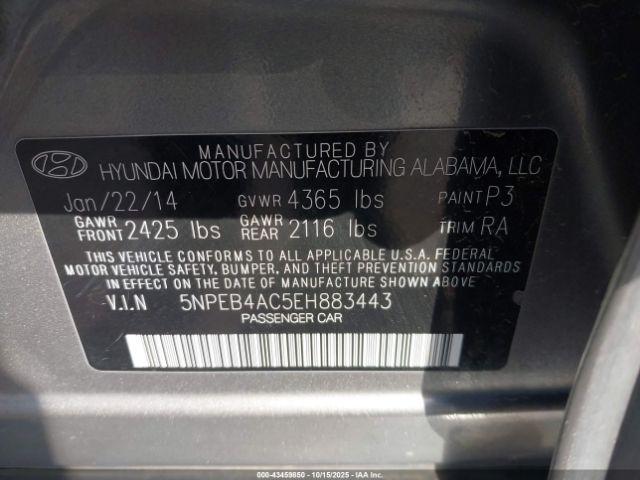 MANUFACTURED BY
HYUNDAI MOTOR MANUFACTURING ALABAMA, LLC
Jan/22/14 GVWR 4365 lbs PAINT P3
GAWR FRONT 2425 lbs GAWR REAR 2116 lbs TRIM RA
THIS VEHICLE CONFORMS TO ALL APPLICABLE U.S.A. FEDERAL
MOTOR VEHICLE SAFETY, BUMPER, AND THEFT PREVENTION STANDARDS
IN EFFECT ON THE DATE OF MANUFACTURE SHOWN ABOVE.
V.I.N 5NPEB4AC5EH883443
PASSENGER CAR
000-43459850 10/15/2025 IAAI.COM